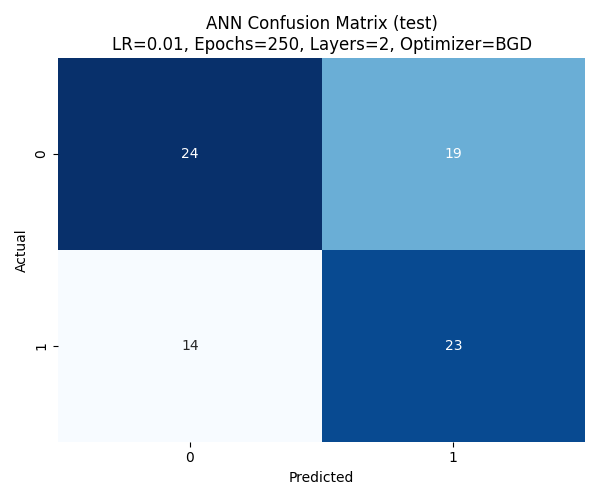 ANN Confusion Matrix (test)
LR=0.01, Epochs=250, Layers=2, Optimizer=BGD
0
24
19
Actual
1
14
23
0
1
Predicted